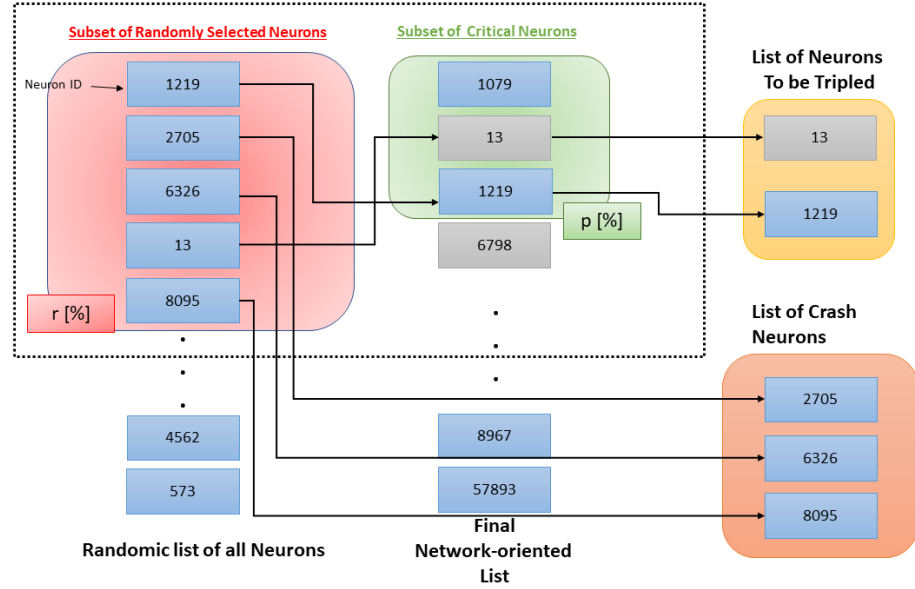 Subset of Randomly Selected Neurons
Neuron ID
1219
2705
6326
13
8095
r [%]
4562
573
Randomic list of all Neurons
Subset of Critical Neurons
1079
13
1219
p [%]
6798
8967
57893
Final
Network-oriented
List
List of Neurons
To be Tripled
13
1219
List of Crash
Neurons
2705
6326
8095